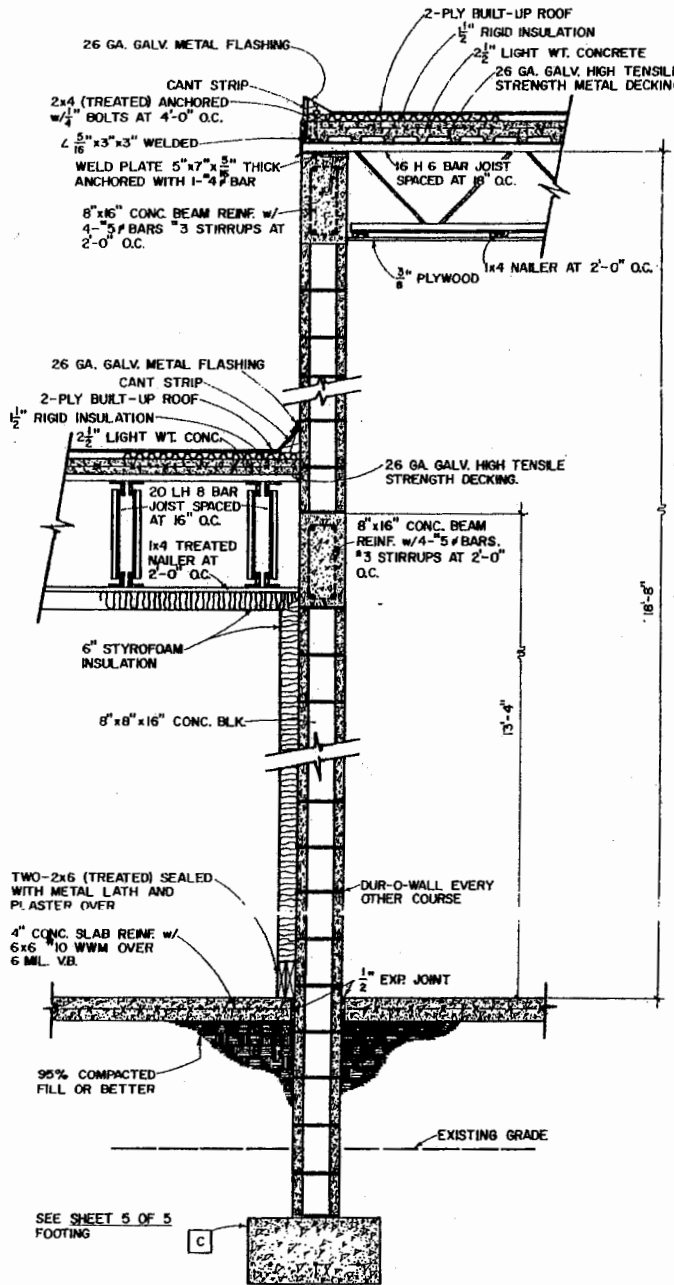 2-PLY BUILT-UP ROOF
1 1/2" RIGID INSULATION
26 GA. GALV. METAL FLASHING
2 1/2" LIGHT WT. CONCRETE
26 GA. GALV. HIGH TENSILE
STRENGTH METAL DECKING
CANT STRIP
2x4 (TREATED) ANCHORED
w/ 1/4" BOLTS AT 4'-0" O.C.
∠ 5/16"x3"x3" WELDED
WELD PLATE 5"x7"x THICK
ANCHORED WITH 1-#4 ø BAR
16 H 6 BAR JOIST
SPACED AT 18" O.C.
8"x16" CONC. BEAM REINF. w/
4-#5 ø BARS #3 STIRRUPS AT
2'-0" O.C.
1x4 NAILER AT 2'-0" O.C.
3/8" PLYWOOD
26 GA. GALV. METAL FLASHING
CANT STRIP
2-PLY BUILT-UP ROOF
1 1/2" RIGID INSULATION
2 1/2" LIGHT WT. CONC.
26 GA. GALV. HIGH TENSILE
STRENGTH DECKING.
20 LH 8 BAR
JOIST SPACED
AT 16" O.C.
1x4 TREATED
NAILER AT
2'-0" O.C.
8"x16" CONC. BEAM
REINF. w/4-#5 ø BARS.
#3 STIRRUPS AT 2'-0"
O.C.
18'-8"
6" STYROFOAM
INSULATION
8"x8"x16" CONC. BLK.
13'-4"
TWO-2x6 (TREATED) SEALED
WITH METAL LATH AND
PLASTER OVER
DUR-O-WALL EVERY
OTHER COURSE
4" CONC. SLAB REINF. w/
6x6 #10 WWM OVER
6 MIL. V.B.
1/2" EXP. JOINT
95% COMPACTED
FILL OR BETTER
EXISTING GRADE
SEE SHEET 5 OF 5
FOOTING
C